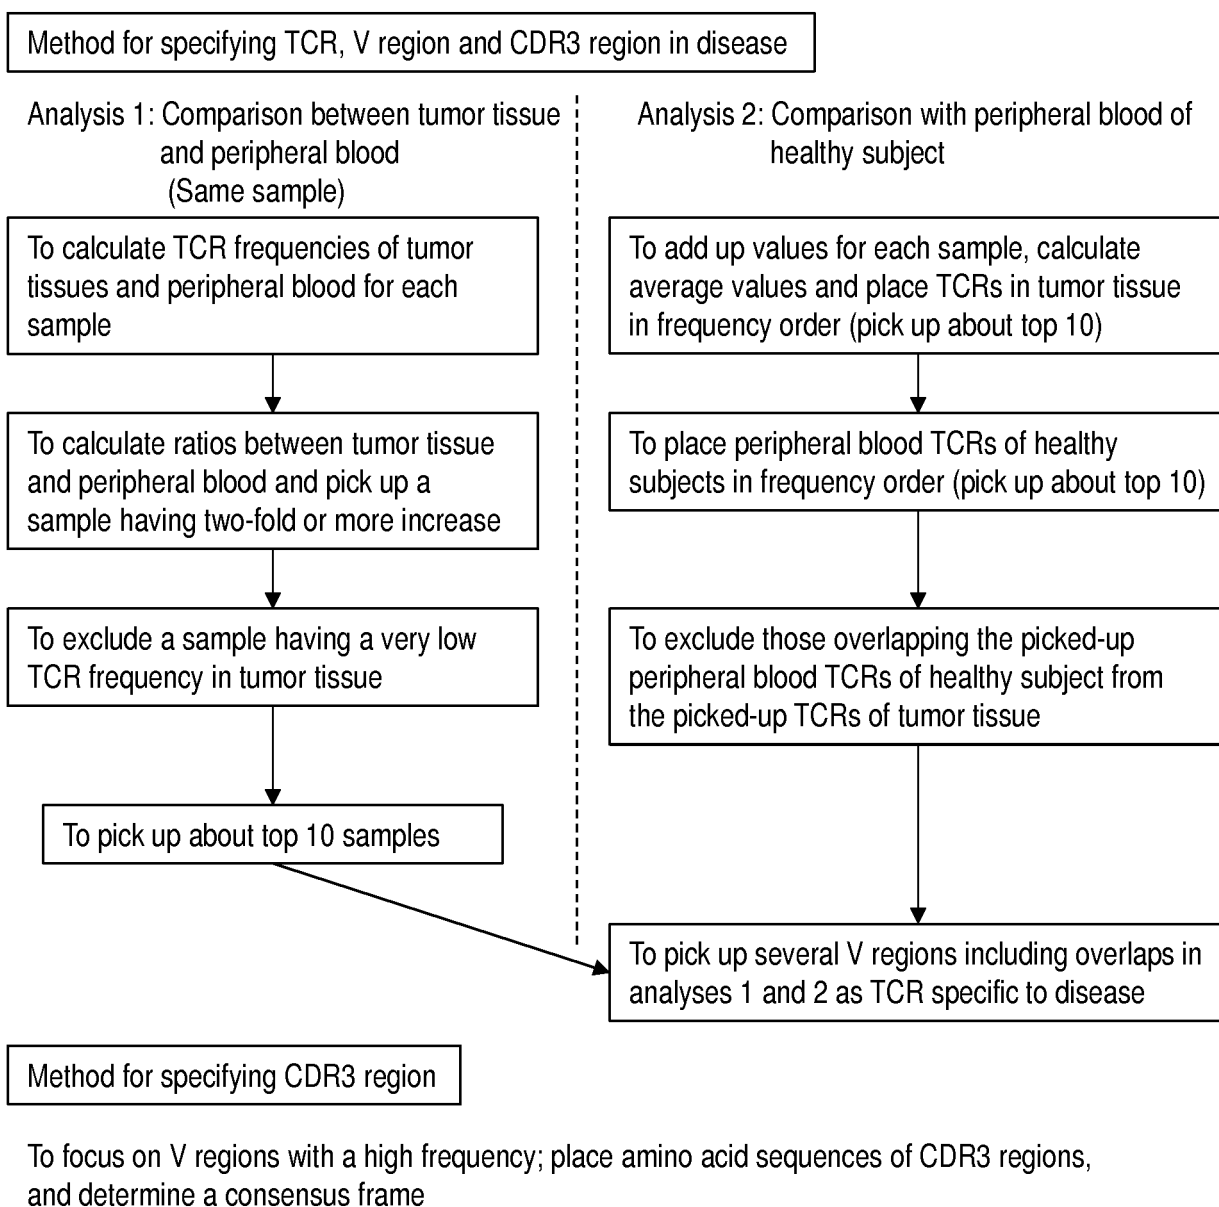 Method for specifying TCR, V region and CDR3 region in disease
Analysis 1: Comparison between tumor tissue
and peripheral blood
(Same sample)
To calculate TCR frequencies of tumor
tissues and peripheral blood for each
sample
To calculate ratios between tumor tissue
and peripheral blood and pick up a
sample having two-fold or more increase
To exclude a sample having a very low
TCR frequency in tumor tissue
To pick up about top 10 samples
Analysis 2: Comparison with peripheral blood of
healthy subject
To add up values for each sample, calculate
average values and place TCRs in tumor tissue
in frequency order (pick up about top 10)
To place peripheral blood TCRs of healthy
subjects in frequency order (pick up about top 10)
To exclude those overlapping the picked-up
peripheral blood TCRs of healthy subject from
the picked-up TCRs of tumor tissue
To pick up several V regions including overlaps in
analyses 1 and 2 as TCR specific to disease
Method for specifying CDR3 region
To focus on V regions with a high frequency; place amino acid sequences of CDR3 regions,
and determine a consensus frame